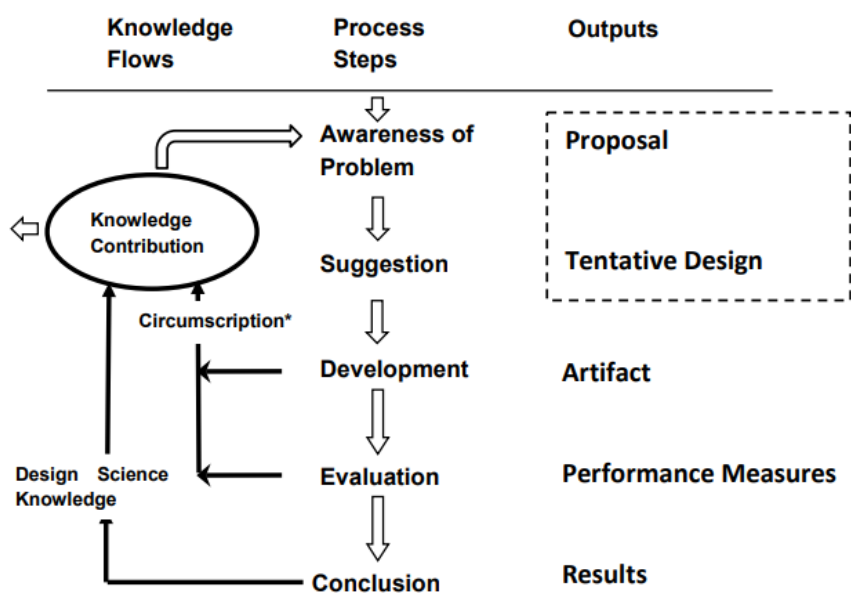 Knowledge
Flows
Process
Steps
Outputs
Awareness of
Problem
Proposal
Knowledge
Contribution
Suggestion
Tentative Design
Circumscription*
Development
Artifact
Design Science
Knowledge
Evaluation
Performance Measures
Conclusion
Results